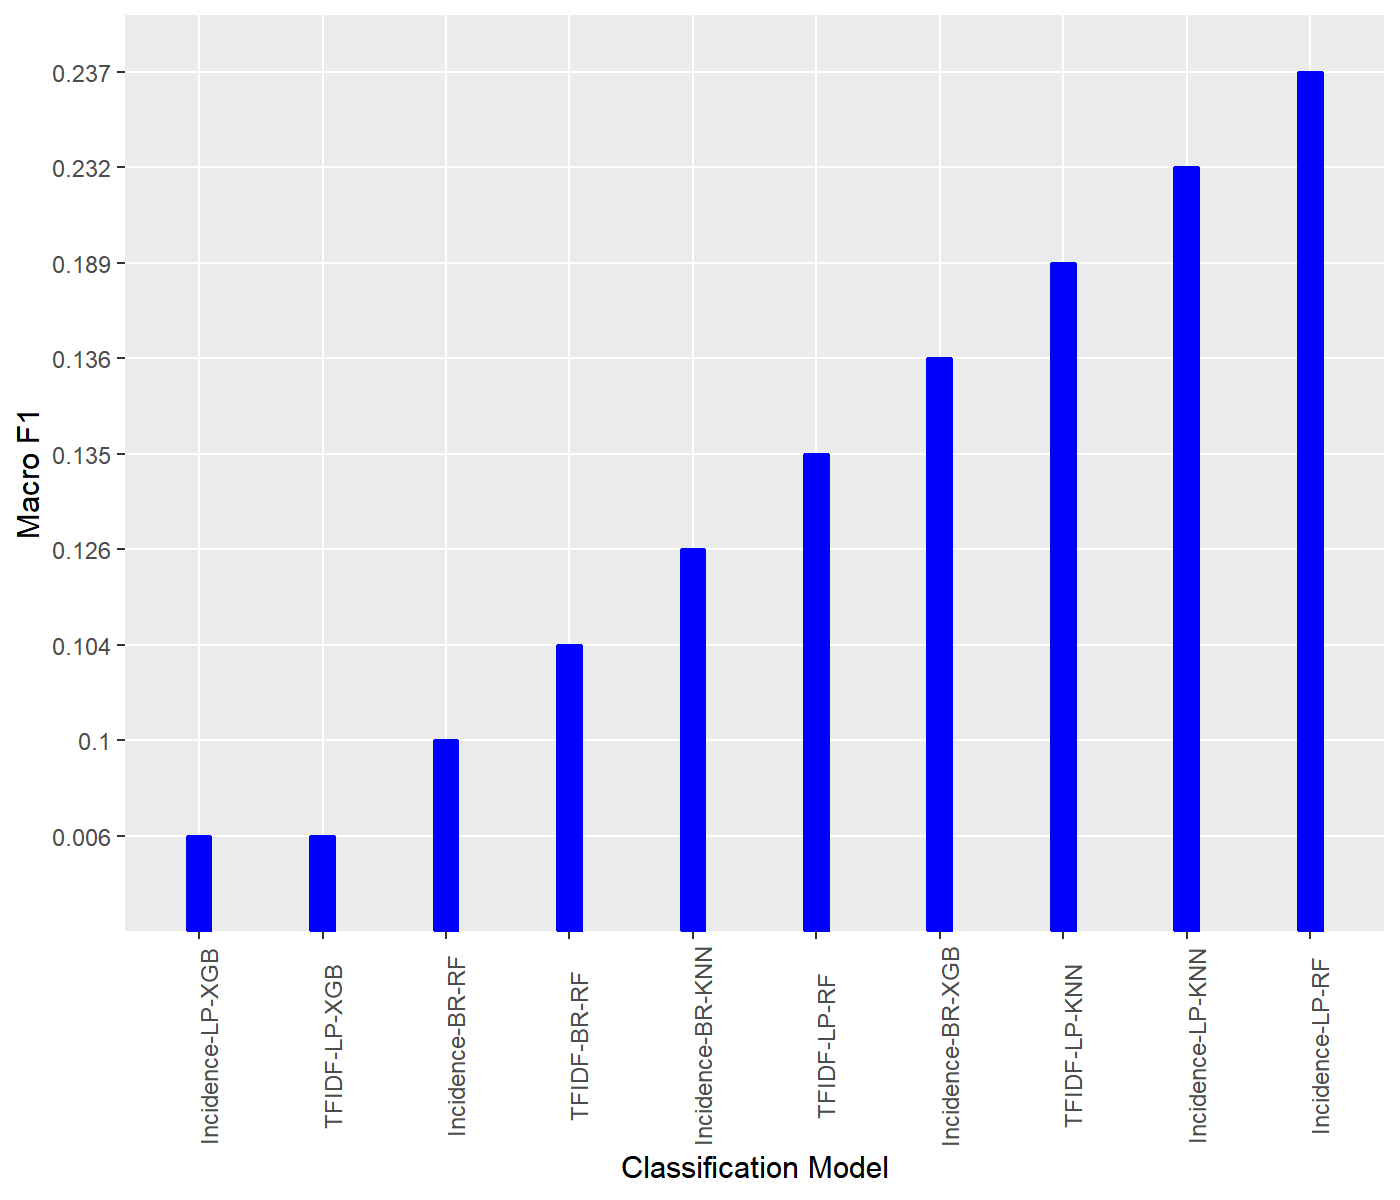 Macro F1
0.237
0.232
0.189
0.136
0.135
0.126
0.104
0.1
0.006
Incidence-LP-XGB
TFIDF-LP-XGB
Incidence-BR-RF
TFIDF-BR-RF
Incidence-BR-KNN
TFIDF-LP-RF
Incidence-BR-XGB
TFIDF-LP-KNN
Incidence-LP-KNN
Incidence-LP-RF
Classification Model